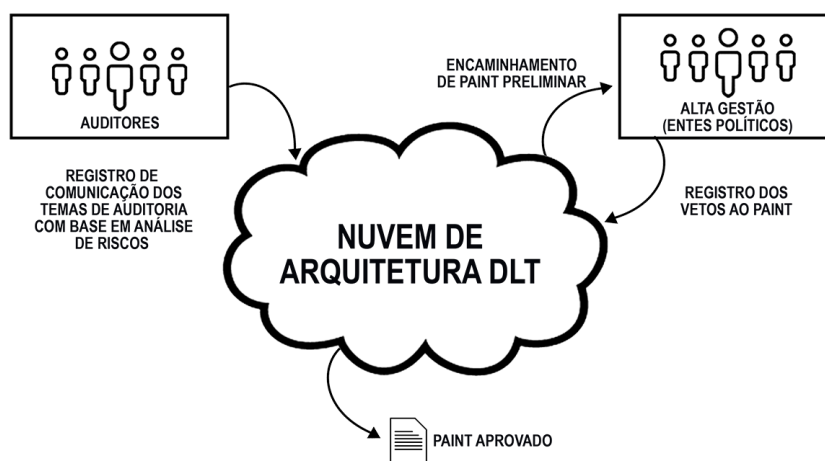 AUDITORES
REGISTRO DE
COMUNICAÇÃO DOS
TEMAS DE AUDITORIA
COM BASE EM ANÁLISE
DE RISCOS
ENCAMINHAMENTO
DE PAINT PRELIMINAR
ALTA GESTÃO
(ENTES POLÍTICOS)
REGISTRO DOS
VETOS AO PAINT
NUVEM DE
ARQUITETURA DLT
PAINT APROVADO